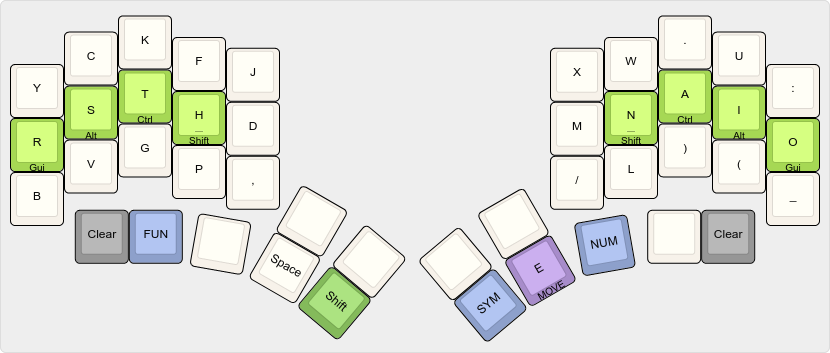 Y C K F J
R Gui S Alt T Ctrl H _ Shift D
B V G P ,
Clear FUN
Space
Shift
X W . U :
M N _ Shift A Ctrl I Alt O Gui
/ L ) ( _
SYM E MOVE NUM Clear